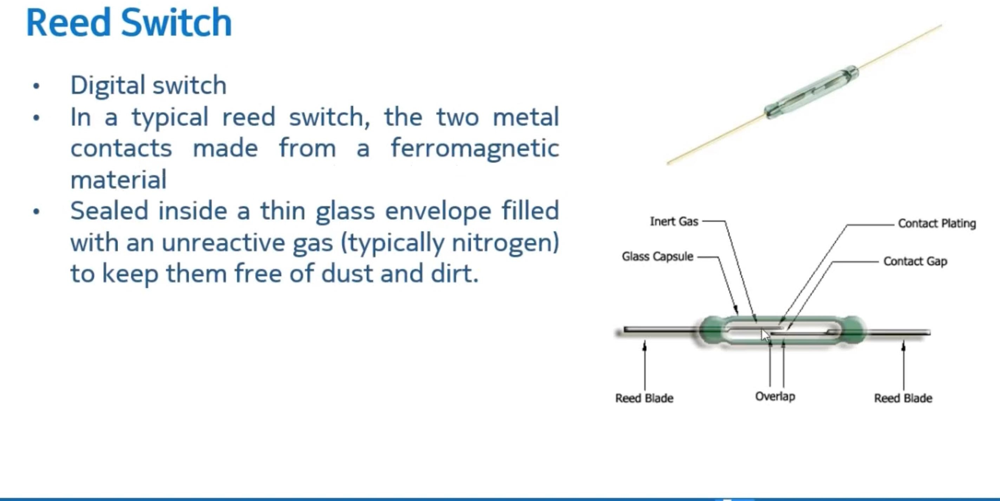 Reed Switch
• Digital switch
• In a typical reed switch, the two metal
contacts made from a ferromagnetic
material
• Sealed inside a thin glass envelope filled
with an unreactive gas (typically nitrogen)
to keep them free of dust and dirt.
Inert Gas
Contact Plating
Glass Capsule
Contact Gap
Reed Blade
Overlap
Reed Blade